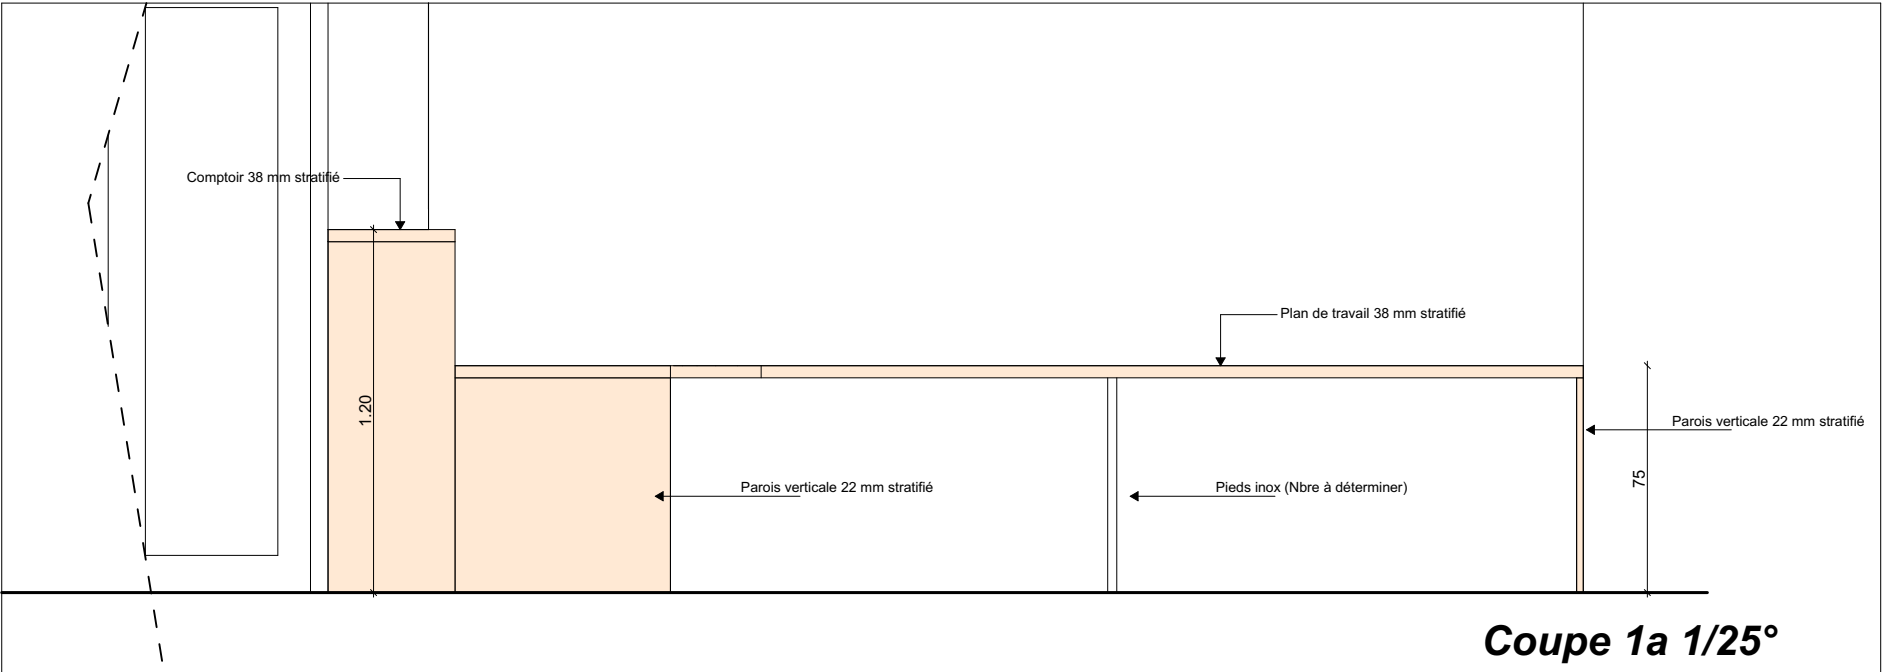 Comptoir 38 mm stratifié
Plan de travail 38 mm stratifié
1.20
Parois verticale 22 mm stratifié
75
Parois verticale 22 mm stratifié
Pieds inox (Nbre à déterminer)
Coupe 1a 1/25°